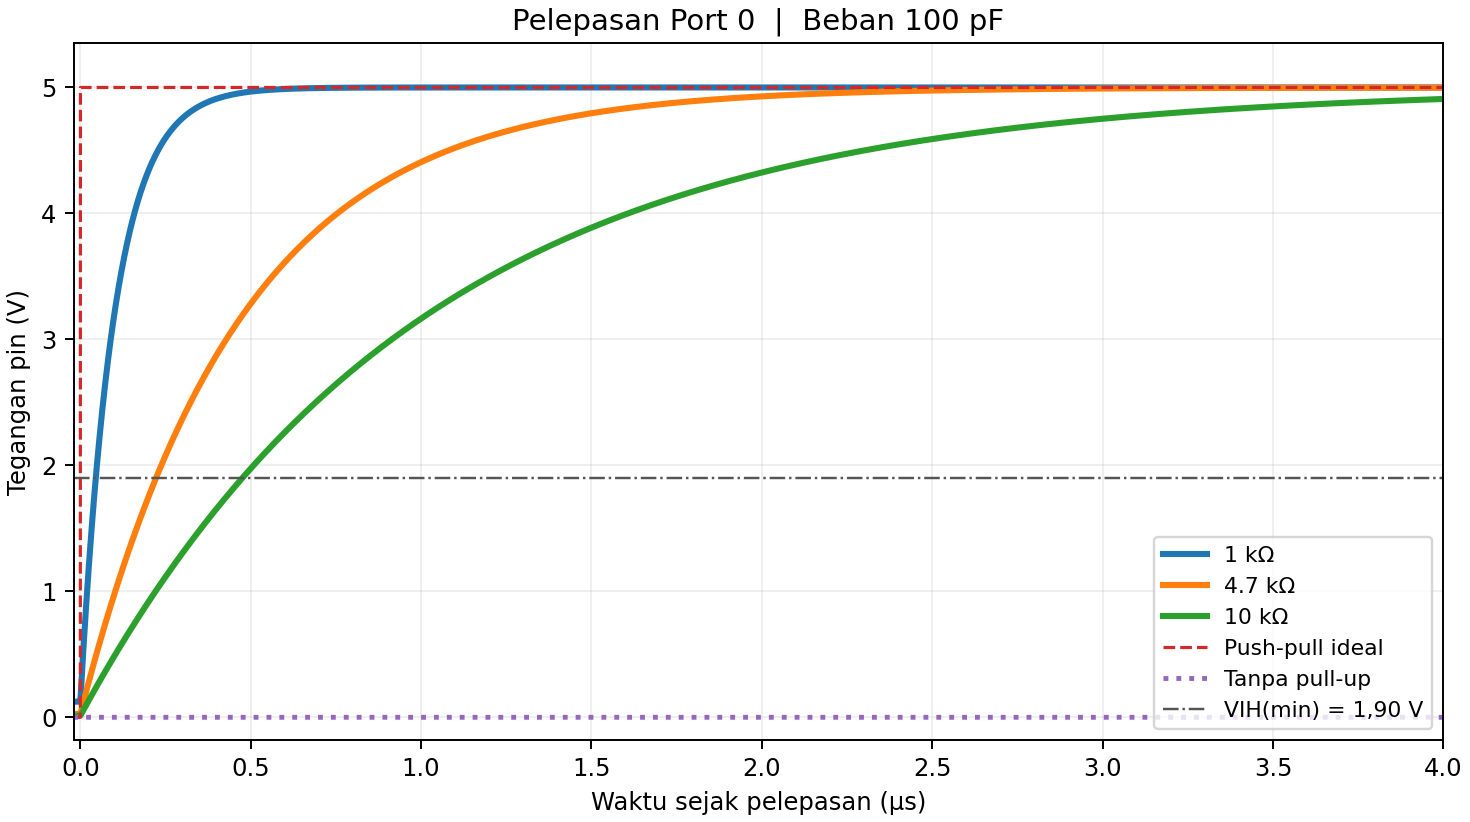 Pelepasan Port 0 | Beban 100 pF
Tegangan pin (V)
5
4
3
2
1
0
1 kΩ
4.7 kΩ
10 kΩ
Push-pull ideal
Tanpa pull-up
VIH(min) = 1,90 V
0.0 0.5 1.0 1.5 2.0 2.5 3.0 3.5 4.0
Waktu sejak pelepasan (µs)